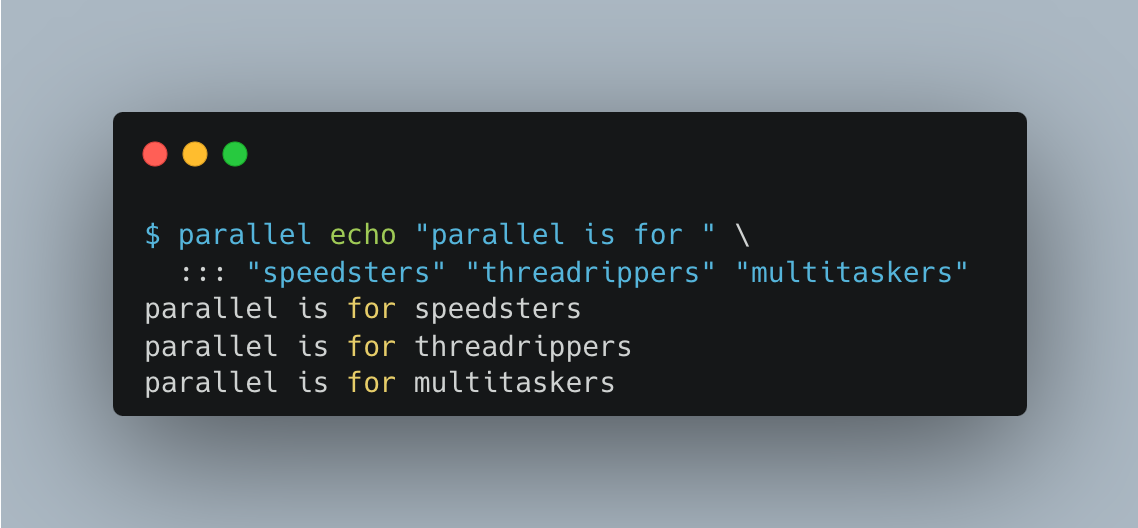 $ parallel echo "parallel is for " \
  ::: "speedsters" "threadrippers" "multitaskers"
parallel is for speedsters
parallel is for threadrippers
parallel is for multitaskers